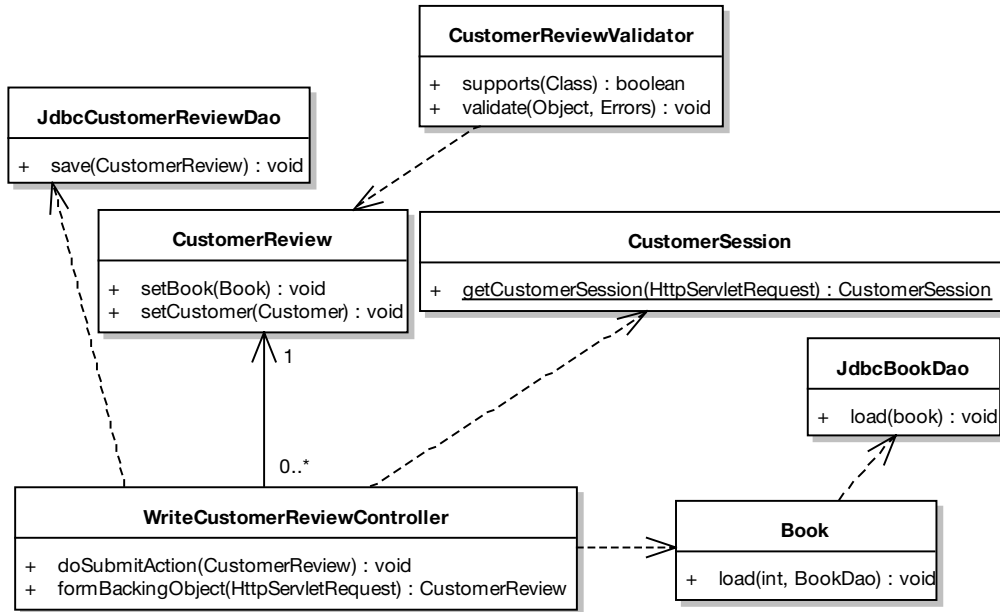 CustomerReviewValidator
+ supports(Class) : boolean
+ validate(Object, Errors) : void
JdbcCustomerReviewDao
+ save(CustomerReview) : void
CustomerReview
+ setBook(Book) : void
+ setCustomer(Customer) : void
CustomerSession
+ getCustomerSession(HttpServletRequest) : CustomerSession
1
JdbcBookDao
+ load(book) : void
0..*
WriteCustomerReviewController
+ doSubmitAction(CustomerReview) : void
+ formBackingObject(HttpServletRequest) : CustomerReview
Book
+ load(int, BookDao) : void